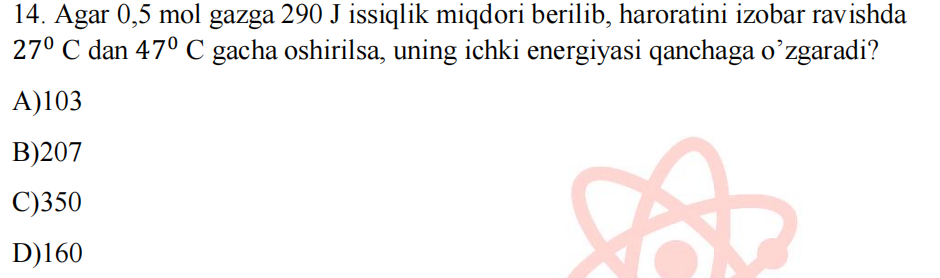 14. Agar 0,5 mol gazga 290 J issiqlik miqdori berilib, haroratini izobar ravishda
27⁰ C dan 47⁰ C gacha oshirilsa, uning ichki energiyasi qanchaga o’zgaradi?
A)103
B)207
C)350
D)160